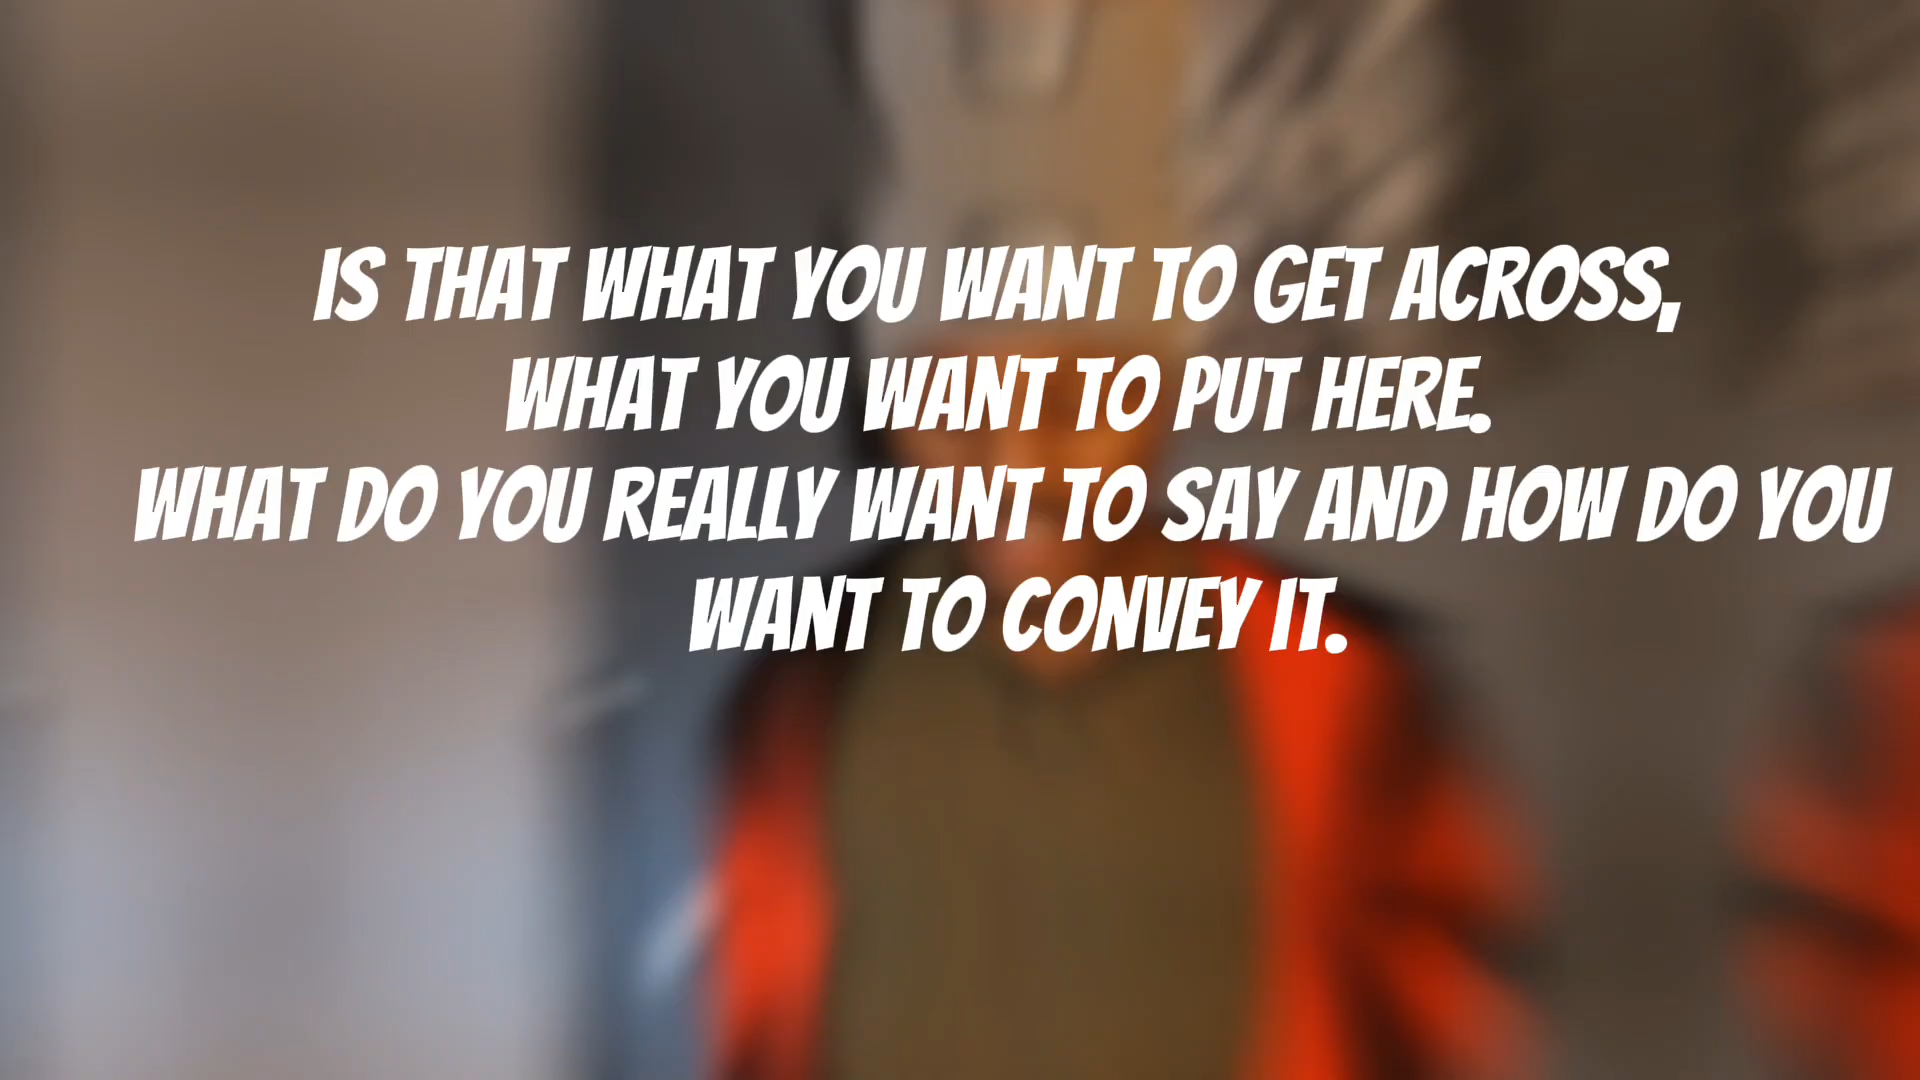 IS THAT WHAT YOU WANT TO GET ACROSS,
WHAT YOU WANT TO PUT HERE.
WHAT DO YOU REALLY WANT TO SAY AND HOW DO YOU
WANT TO CONVEY IT.